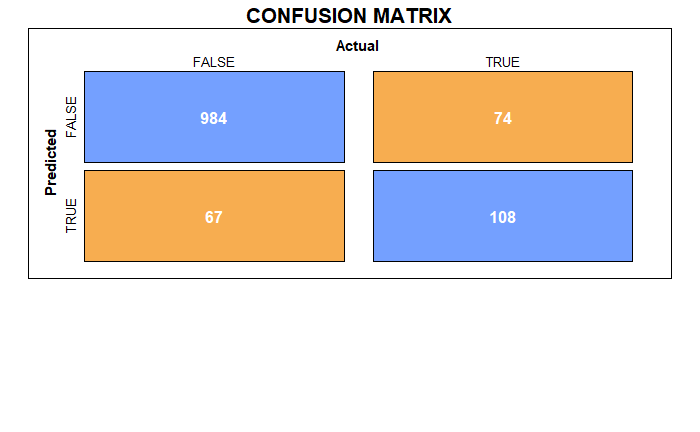 CONFUSION MATRIX
Actual
FALSE TRUE
Predicted
FALSE 984 74
TRUE 67 108